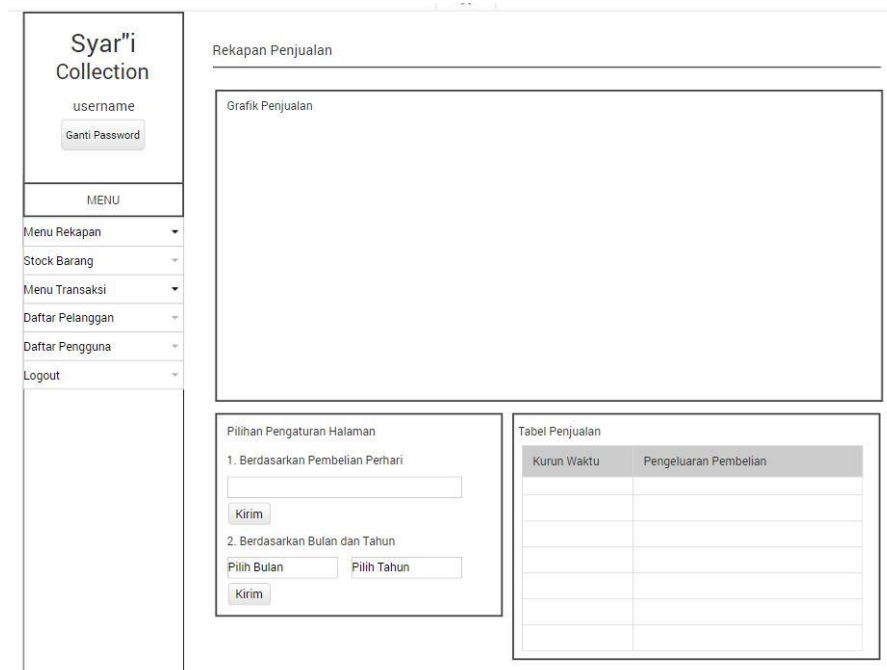 Syar"i
Collection
username
Ganti Password
MENU
Menu Rekapan
Stock Barang
Menu Transaksi
Daftar Pelanggan
Daftar Pengguna
Logout
Rekapan Penjualan
Grafik Penjualan
Pilihan Pengaturan Halaman
1. Berdasarkan Pembelian Perhari
Kirim
2. Berdasarkan Bulan dan Tahun
Pilih Bulan Pilih Tahun
Kirim
Tabel Penjualan
Kurun Waktu Pengeluaran Pembelian